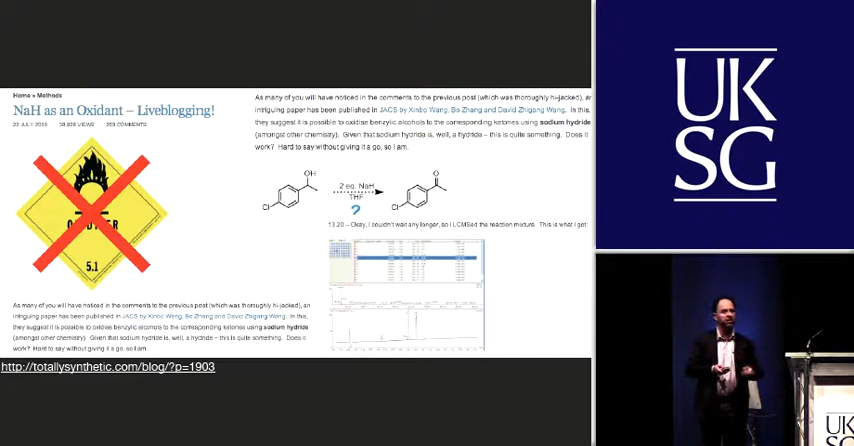 Home » Methods
NaH as an Oxidant – Liveblogging!
22 JULY 2009 VIEWS COMMENTS
5.1
As many of you will have noticed in the comments to the previous post (which was thoroughly hi-jacked), an
intriguing paper has been published in JACS by Xinbo Wang, Bo Zhang and David Zhigang Wang. In this,
they suggest it is possible to oxidise benzylic alcohols to the corresponding ketones using sodium hydride
(amongst other chemistry). Given that sodium hydride is, well, a hydride – this is quite something. Does it
work? Hard to say without giving it a go, so I am.
As many of you will have noticed in the comments to the previous post (which was thoroughly hi-jacked), an
intriguing paper has been published in JACS by Xinbo Wang, Bo Zhang and David Zhigang Wang. In this,
they suggest it is possible to oxidise benzylic alcohols to the corresponding ketones using sodium hydride
(amongst other chemistry). Given that sodium hydride is, well, a hydride – this is quite something. Does it
work? Hard to say without giving it a go, so I am.
OH
Cl
2 eq. NaH
THF
?
O
Cl
13.20 – Okay, I couldn't wait any longer, so I LCMSed the reaction mixture. This is what I got:
http://totallysynthetic.com/blog/?p=1903
UK
SG
UK
SG